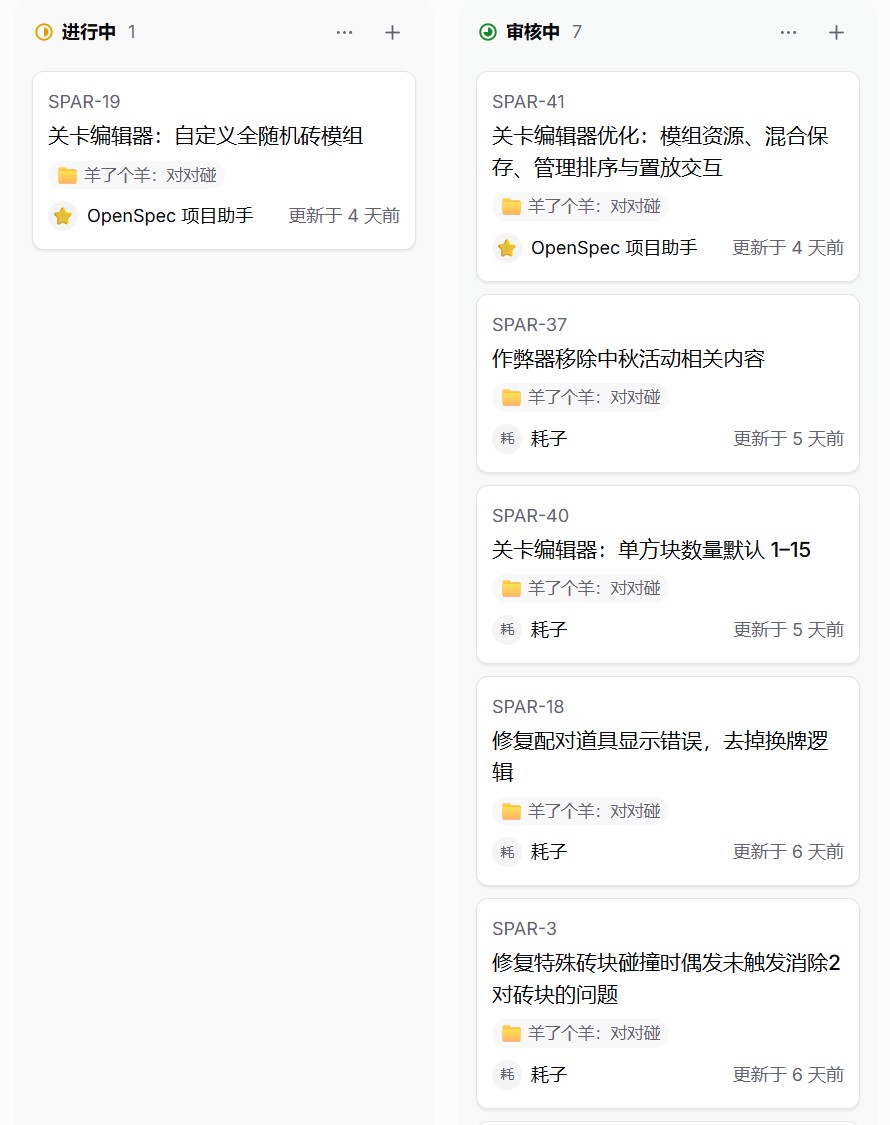 进行中 1
SPAR-19
关卡编辑器：自定义全随机砖模组
羊了个羊：对对碰
OpenSpec 项目助手 更新于 4 天前
审核中 7
SPAR-41
关卡编辑器优化：模组资源、混合保
存、管理排序与置放交互
羊了个羊：对对碰
OpenSpec 项目助手 更新于 4 天前
SPAR-37
作弊器移除中秋活动相关内容
羊了个羊：对对碰
耗 耗子 更新于 5 天前
SPAR-40
关卡编辑器：单方块数量默认 1–15
羊了个羊：对对碰
耗 耗子 更新于 5 天前
SPAR-18
修复配对道具显示错误，去掉换牌逻
辑
羊了个羊：对对碰
耗 耗子 更新于 6 天前
SPAR-3
修复特殊砖块碰撞时偶发未触发消除2
对砖块的问题
羊了个羊：对对碰
耗 耗子 更新于 6 天前